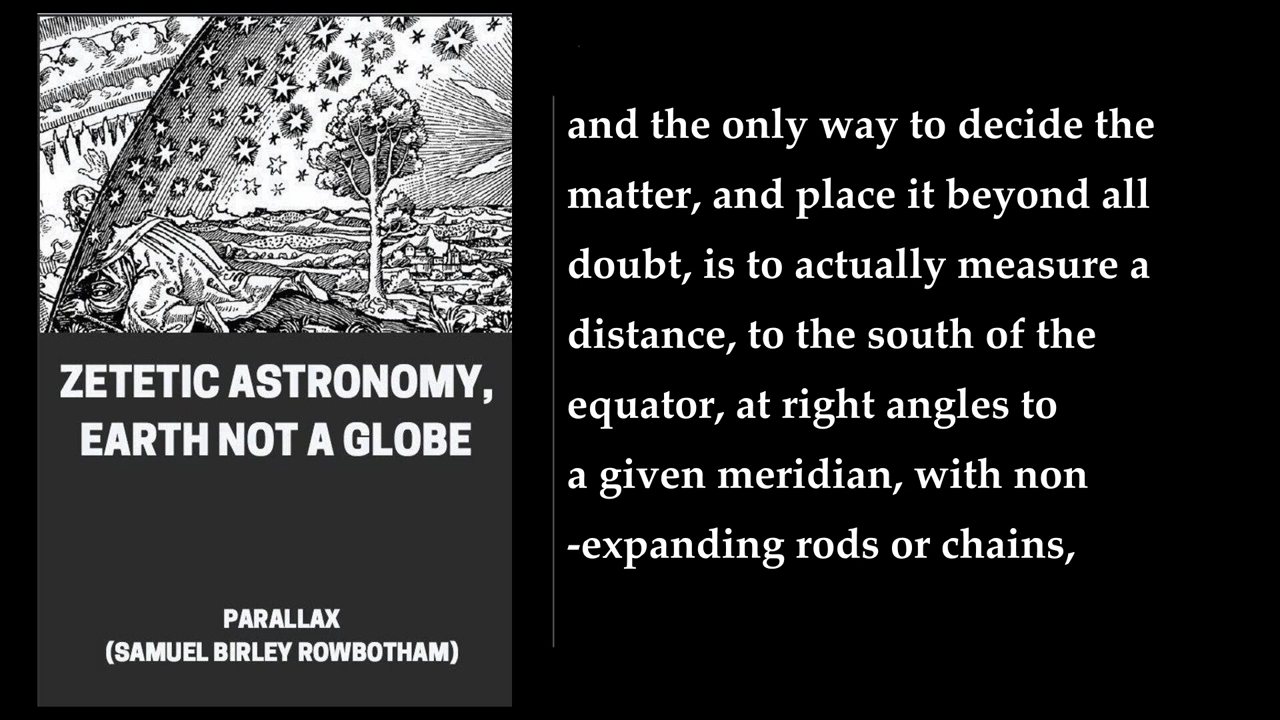 ZETETIC ASTRONOMY,
EARTH NOT A GLOBE
PARALLAX
(SAMUEL BIRLEY ROWBOTHAM)
and the only way to decide the
matter, and place it beyond all
doubt, is to actually measure a
distance, to the south of the
equator, at right angles to
a given meridian, with non
-expanding rods or chains,